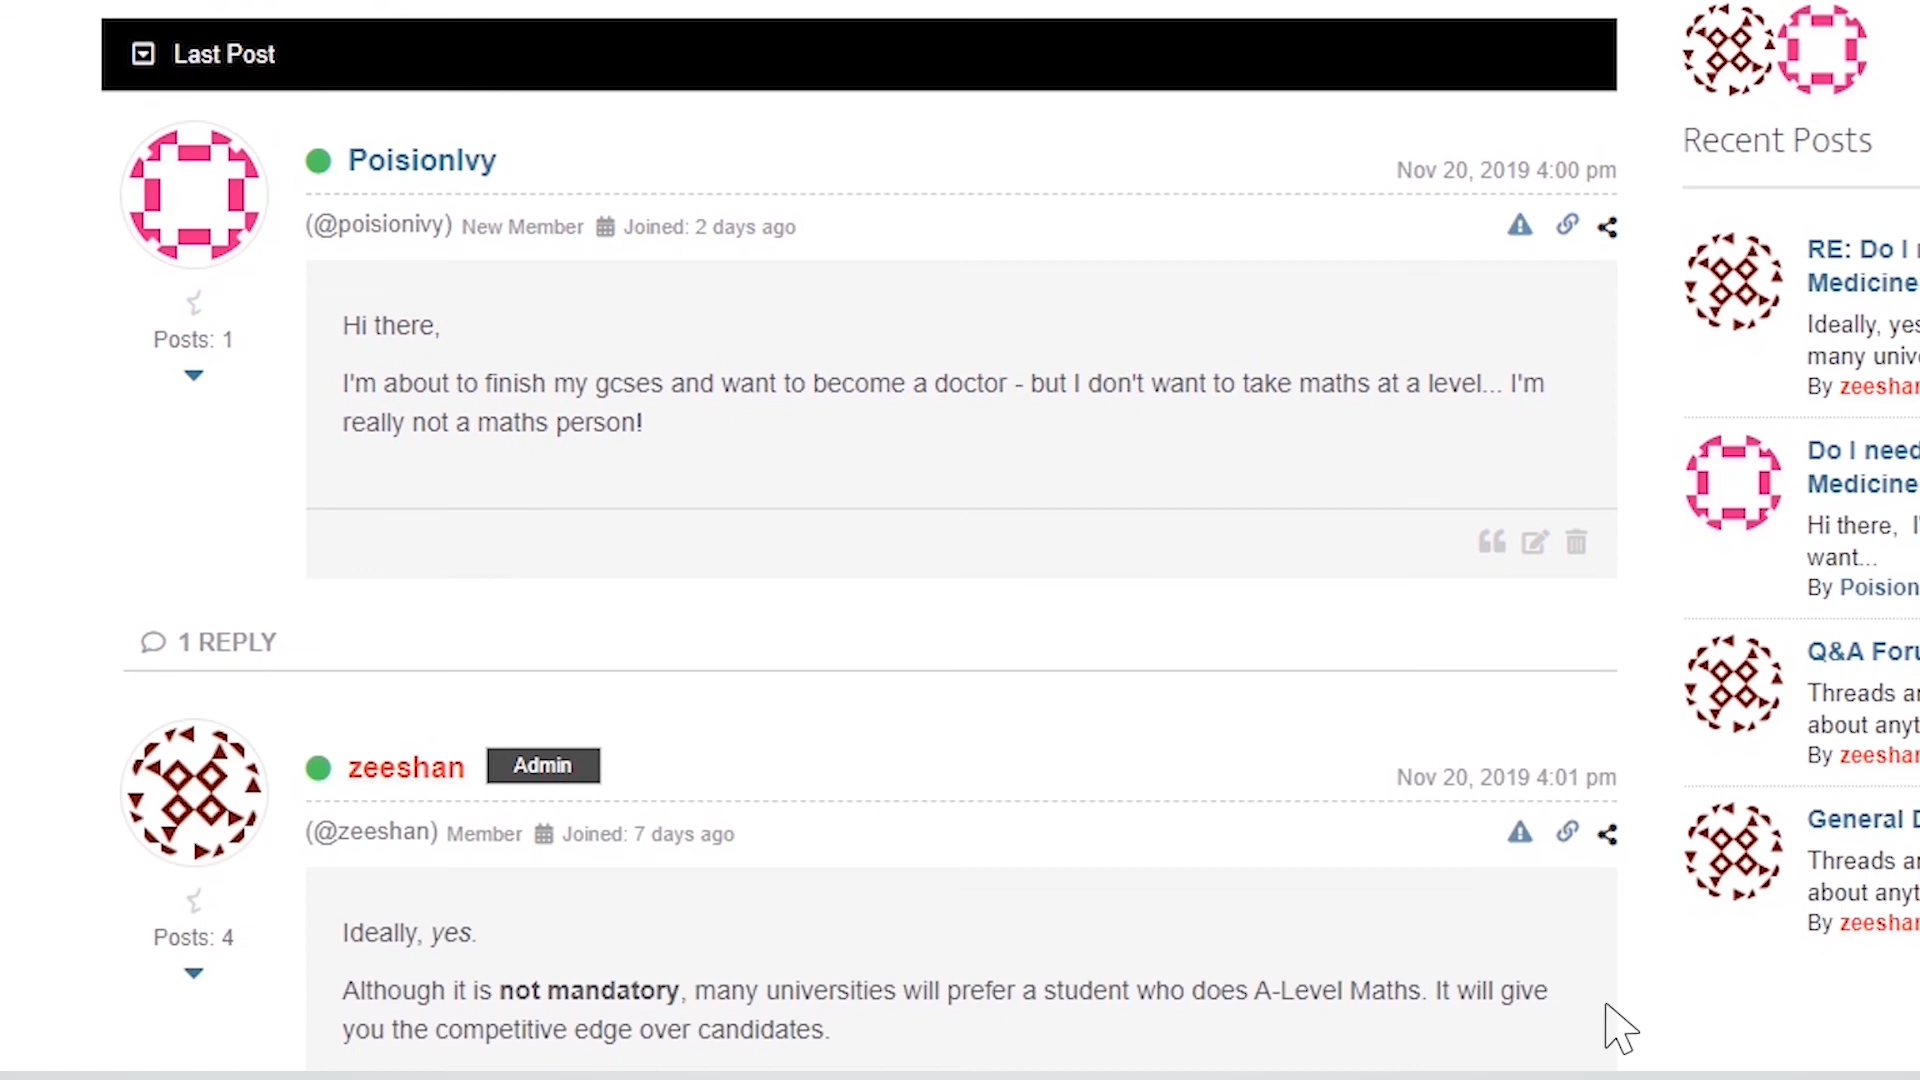 Last Post
PoisionIvy
Nov 20, 2019 4:00 pm
(@poisionivy) New Member Joined: 2 days ago
Posts: 1
Hi there,
I'm about to finish my gcses and want to become a doctor - but I don't want to take maths at a level... I'm
really not a maths person!
1 REPLY
zeeshan Admin
Nov 20, 2019 4:01 pm
(@zeeshan) Member Joined: 7 days ago
Posts: 4
Ideally, yes.
Although it is not mandatory, many universities will prefer a student who does A-Level Maths. It will give
you the competitive edge over candidates.
Recent Posts
RE: Do I
Medicine
Ideally, yes
many
By zeeshan
Do I need
Medicine
Hi there,
want...
By Poision
Q&A
Threads
about
By zeeshan
General
Threads
about
By zeeshan